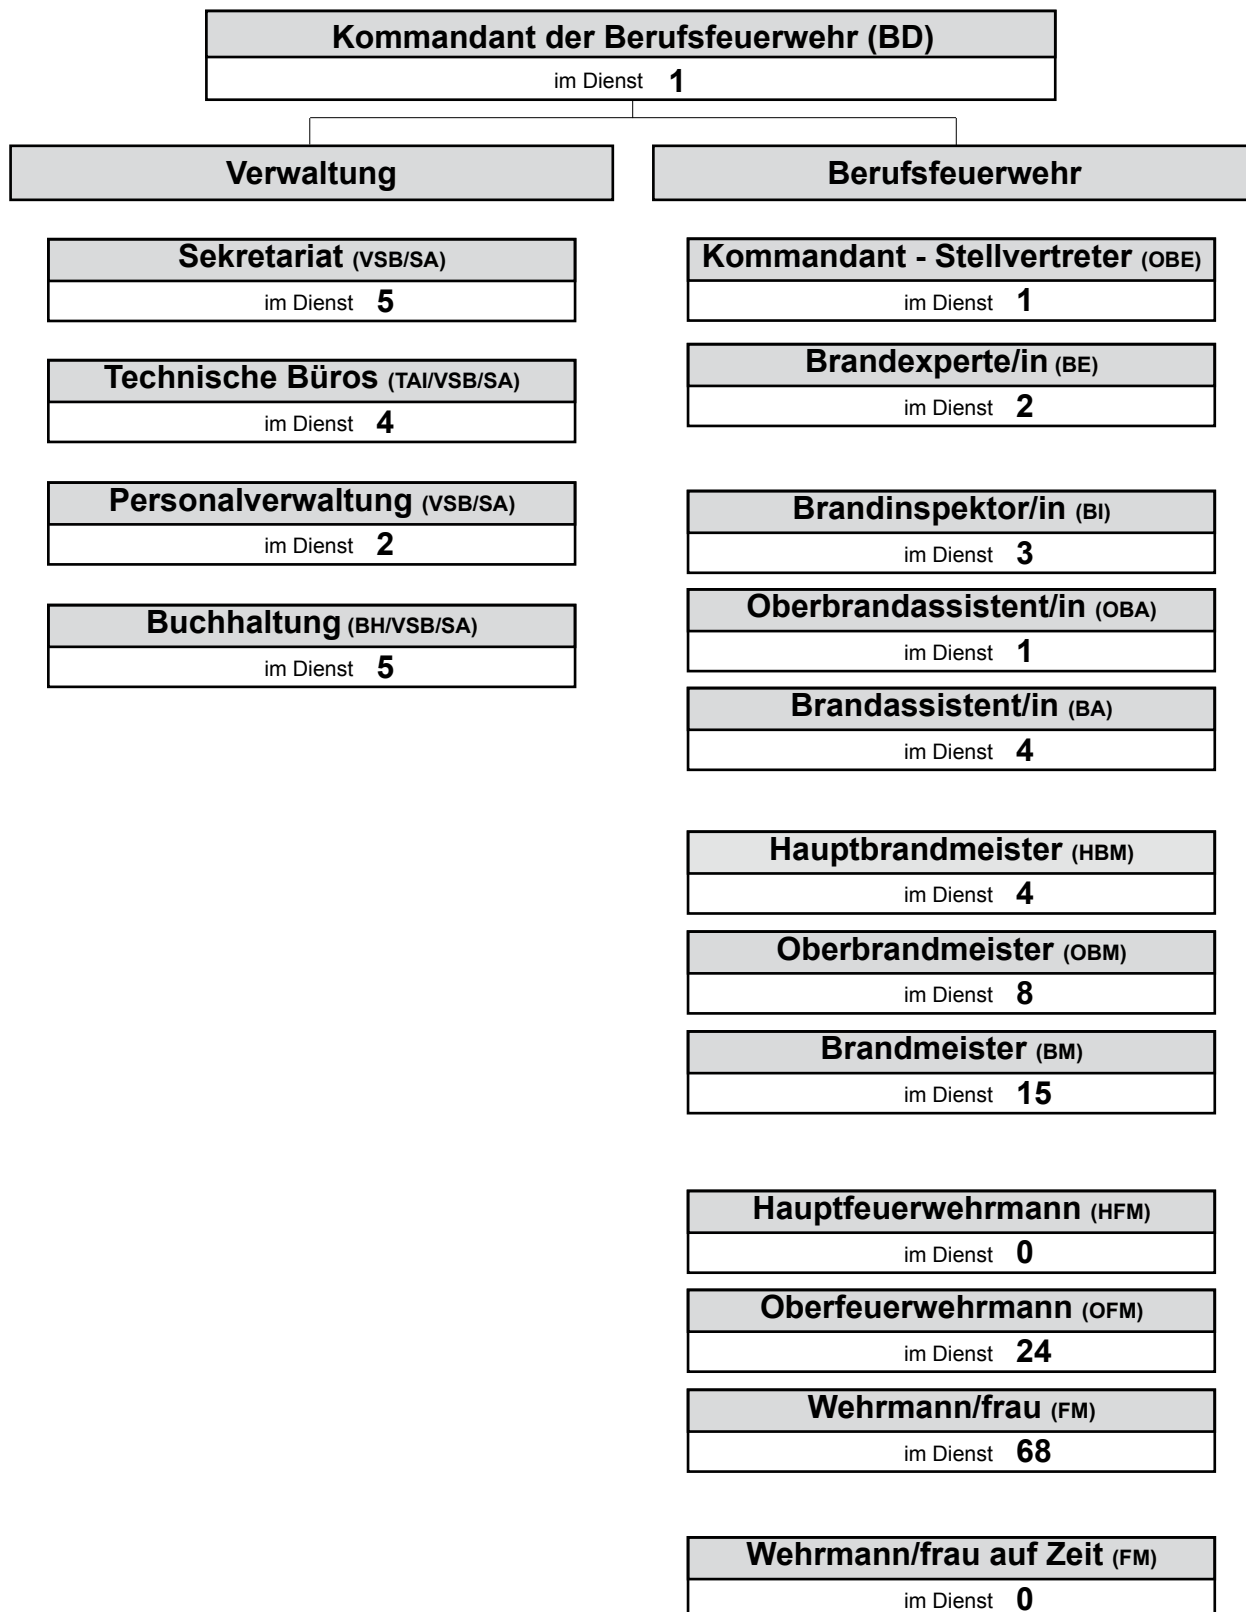 Kommandant der Berufsfeuerwehr (BD)
im Dienst 1
Verwaltung
Sekretariat (VSB/SA)
im Dienst 5
Technische Büros (TAI/VSB/SA)
im Dienst 4
Personalverwaltung (VSB/SA)
im Dienst 2
Buchhaltung (BH/VSB/SA)
im Dienst 5
Berufsfeuerwehr
Kommandant - Stellvertreter (OBE)
im Dienst 1
Brandexperte/in (BE)
im Dienst 2
Brandinspektor/in (BI)
im Dienst 3
Oberbrandassistent/in (OBA)
im Dienst 1
Brandassistent/in (BA)
im Dienst 4
Hauptbrandmeister (HBM)
im Dienst 4
Oberbrandmeister (OBM)
im Dienst 8
Brandmeister (BM)
im Dienst 15
Hauptfeuerwehrmann (HFM)
im Dienst 0
Oberfeuerwehrmann (OFM)
im Dienst 24
Wehrmann/frau (FM)
im Dienst 68
Wehrmann/frau auf Zeit (FM)
im Dienst 0